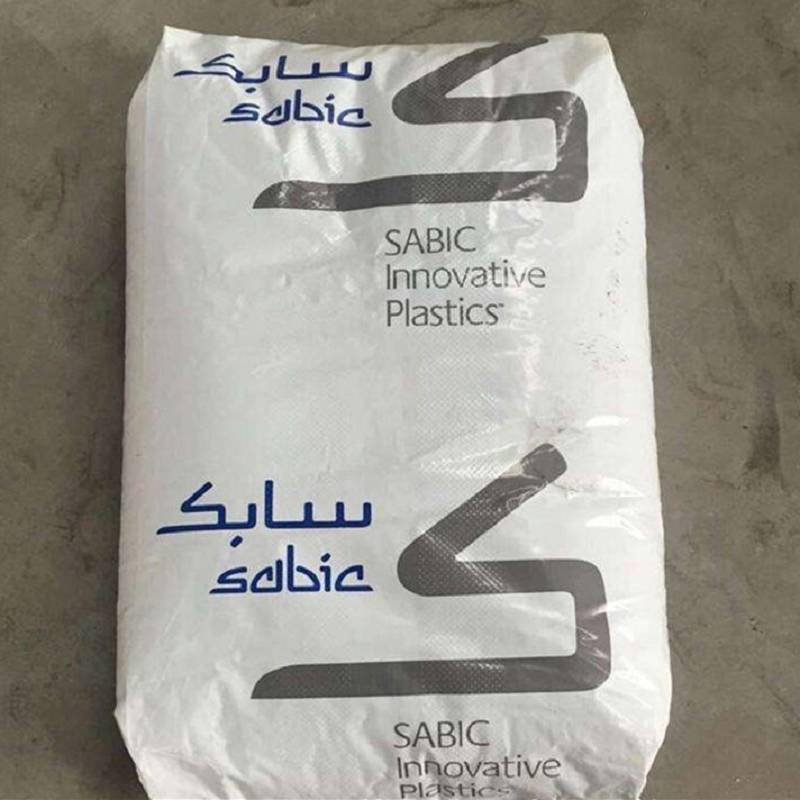 سابك
sabic
SABIC
Innovative
Plastics™
سابك
sabic
SABIC
Innovative
Plastics